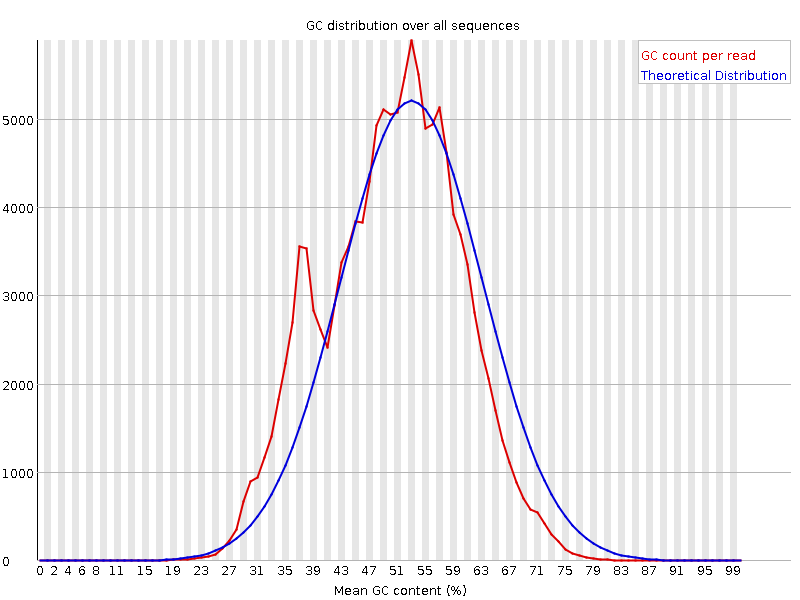 GC distribution over all sequences
GC count per read
Theoretical Distribution
5000
4000
3000
2000
1000
0
0 2 4 6 8 11 15 19 23 27 31 35 39 43 47 51 55 59 63 67 71 75 79 83 87 91 95 99
Mean GC content (%)